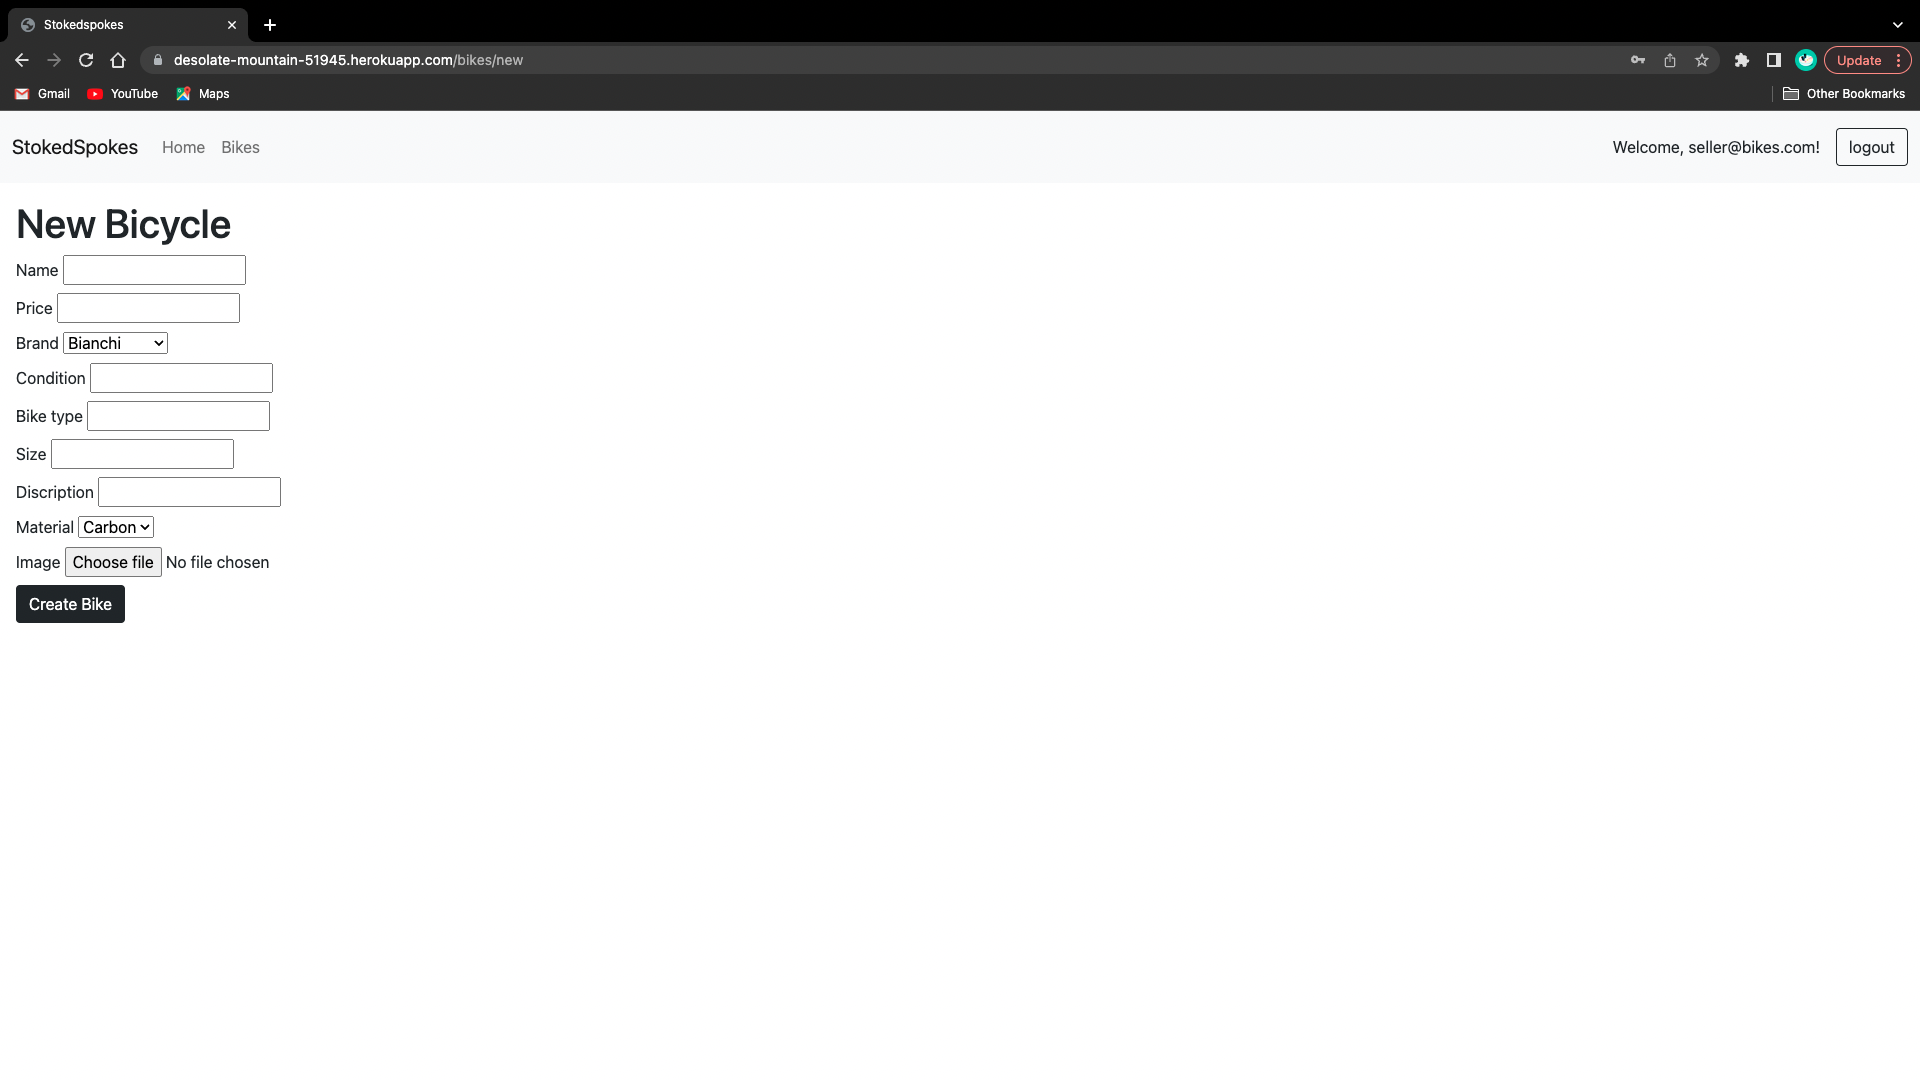 Stokedspokes
desolate-mountain-51945.herokuapp.com/bikes/new
Update
Gmail YouTube Maps Other Bookmarks
StokedSpokes Home Bikes Welcome, seller@bikes.com! logout
New Bicycle
Name
Price
Brand Bianchi
Condition
Bike type
Size
Discription
Material Carbon
Image Choose file No file chosen
Create Bike